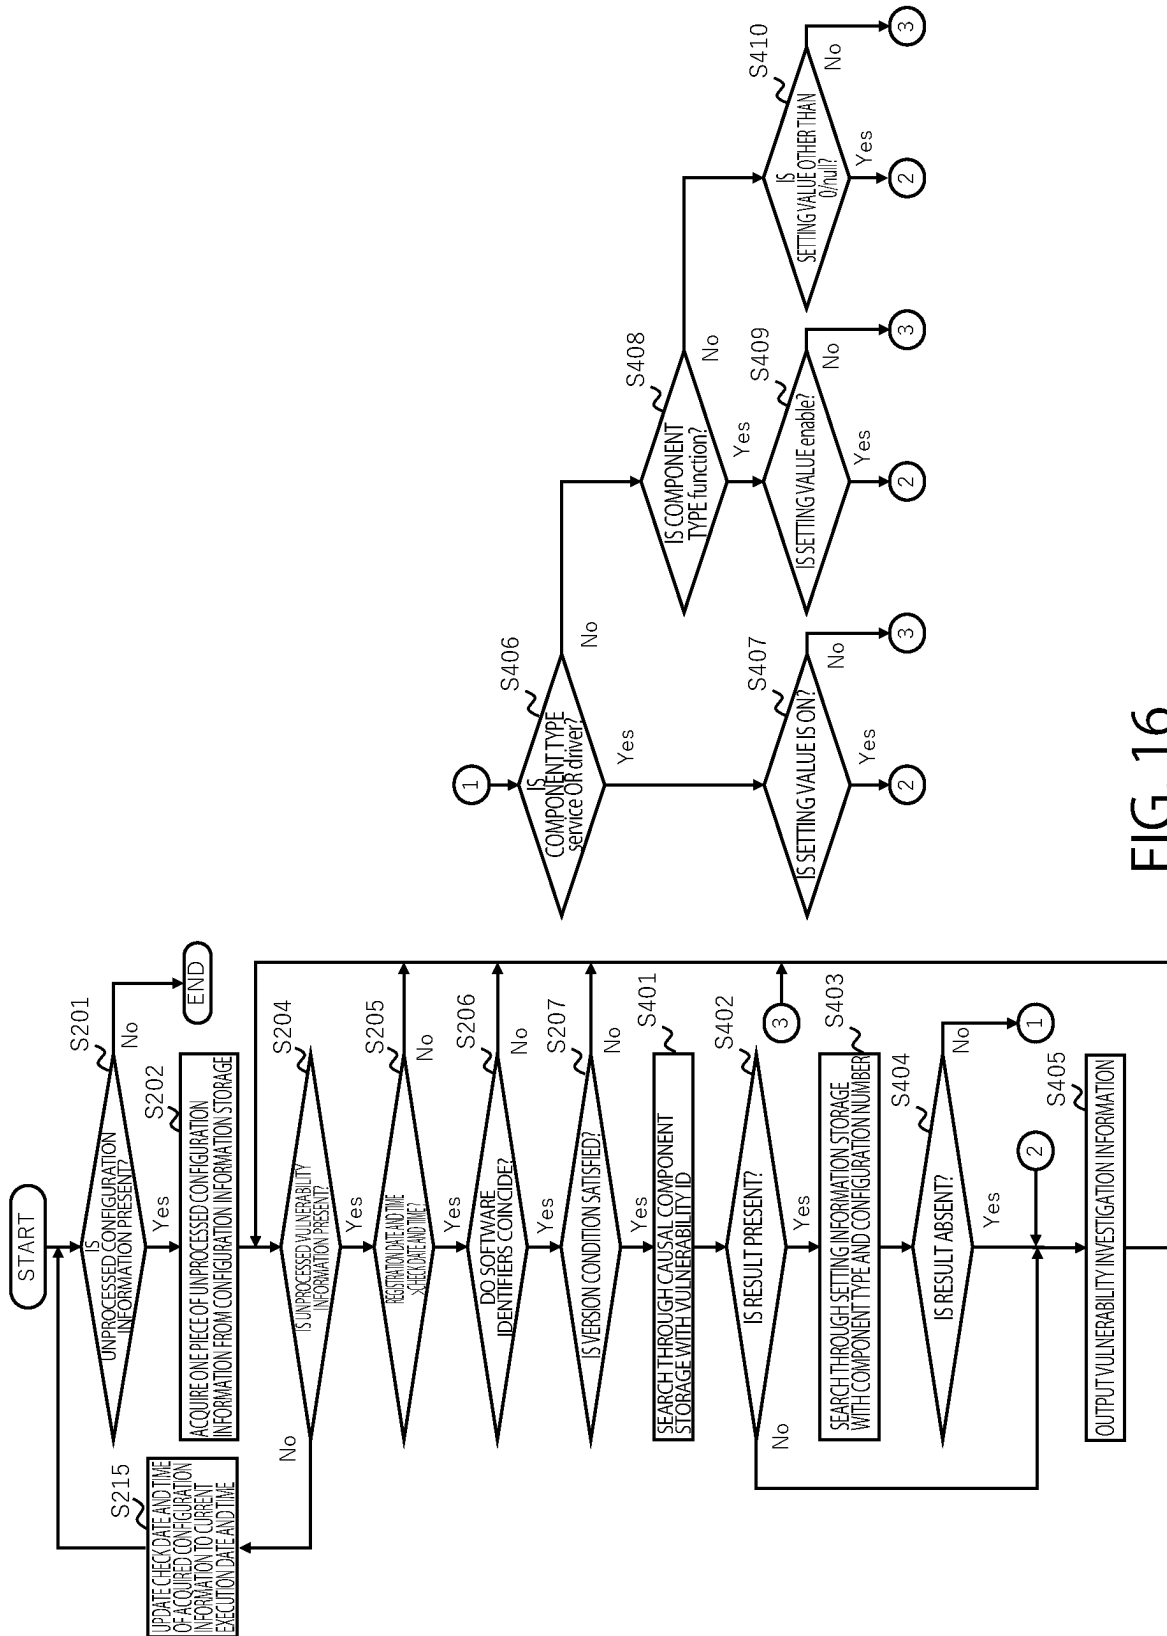 START
S201
IS
UNPROCESSED CONFIGURATION
INFORMATION PRESENT?
No
END
Yes
S202
ACQUIRE ONE PIECE OF UNPROCESSED CONFIGURATION
INFORMATION FROM CONFIGURATION INFORMATION STORAGE
S215
UPDATE CHECK DATE AND TIME
OF ACQUIRED CONFIGURATION
INFORMATION TO CURRENT
EXECUTION DATE AND TIME
S204
IS UNPROCESSED VULNERABILITY
INFORMATION PRESENT?
No
Yes
S205
REGISTRATION DATE AND TIME
>CHECK DATE AND TIME?
No
Yes
S206
DO SOFTWARE
IDENTIFIERS COINCIDE?
No
Yes
S207
IS VERSION CONDITION SATISFIED?
No
Yes
S401
SEARCH THROUGH CAUSAL COMPONENT
STORAGE WITH VULNERABILITY ID
S402
IS RESULT PRESENT?
No
Yes
3
S403
SEARCH THROUGH SETTING INFORMATION STORAGE
WITH COMPONENT TYPE AND CONFIGURATION NUMBER
S404
IS RESULT ABSENT?
No
1
Yes
2
S405
OUTPUT VULNERABILITY INVESTIGATION INFORMATION
1
S406
IS
COMPONENT TYPE
service OR driver?
No
Yes
S407
IS SETTING VALUE IS ON?
No
3
Yes
2
S408
IS COMPONENT
TYPE function?
No
Yes
S409
IS SETTING VALUE enable?
No
3
Yes
2
S410
IS
SETTING VALUE OTHER THAN
0/null?
No
3
Yes
2
FIG. 16